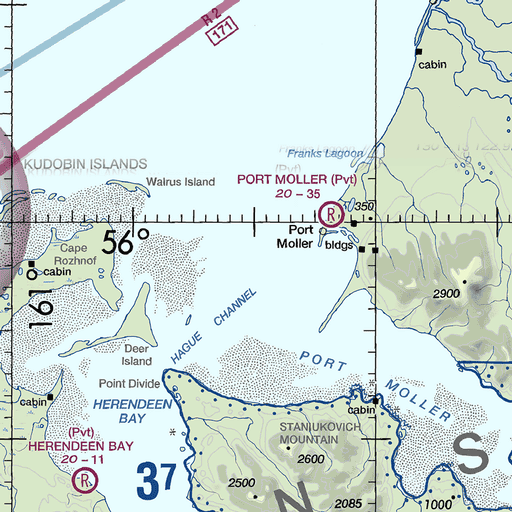 R 2
171
cabin
Franks Lagoon
KUDOBIN ISLANDS
Walrus Island
PORT MOLLER (Pvt)
20 - 35
R
350
Port
Moller
bldgs
56°
Cape
Rozhnof
cabin
161°
2900
HAGUE CHANNEL
Deer
Island
PORT MOLLER
Point Divide
cabin
HERENDEEN
BAY
cabin
(Pvt)
HERENDEEN BAY
20 - 11
R
STANIUKOVICH
MOUNTAIN
2600
37
2500
N
2085
1000
S